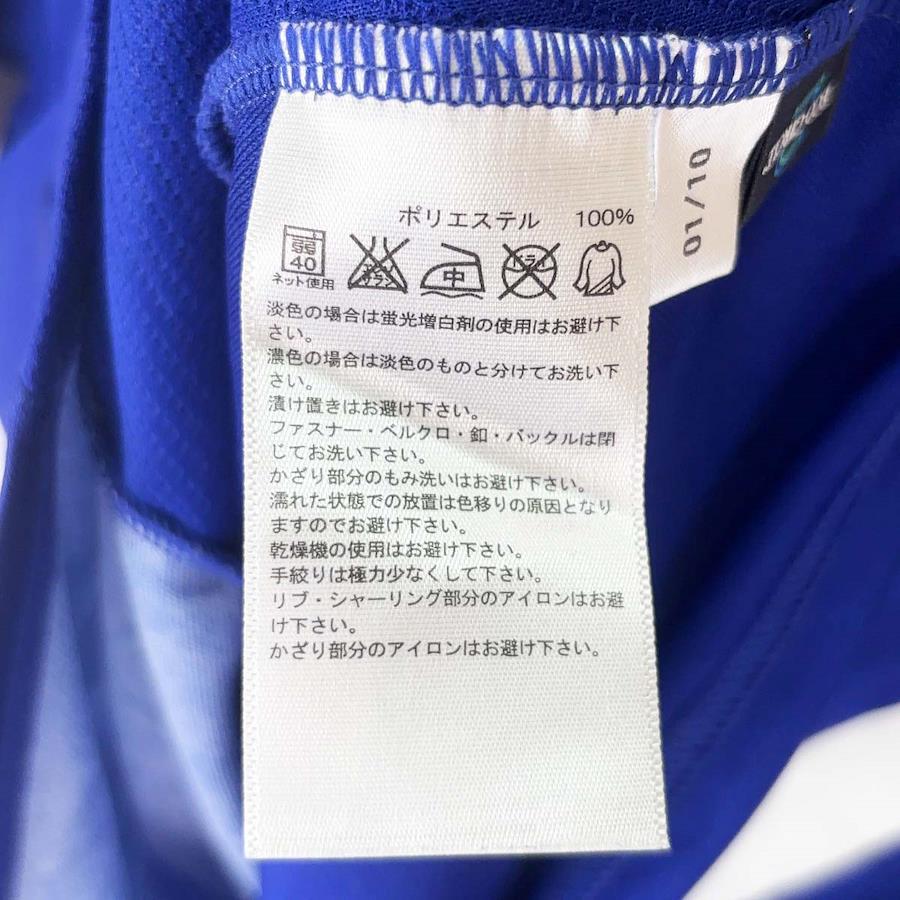 ポリエステル 100%
弱
40
ネット使用
エンソ
サラシ
中
ドライ
淡色の場合は蛍光増白剤の使用はお避け下
さい。
濃色の場合は淡色のものと分けてお洗い下
さい。
漬け置きはお避け下さい。
ファスナー・ベルクロ・釦・バックルは閉
じてお洗い下さい。
かざり部分のもみ洗いはお避け下さい。
濡れた状態での放置は色移りの原因となり
ますのでお避け下さい。
乾燥機の使用はお避け下さい。
手絞りは極力少なくして下さい。
リブ・シャーリング部分のアイロンはお避
け下さい。
かざり部分のアイロンはお避け下さい。
01/10